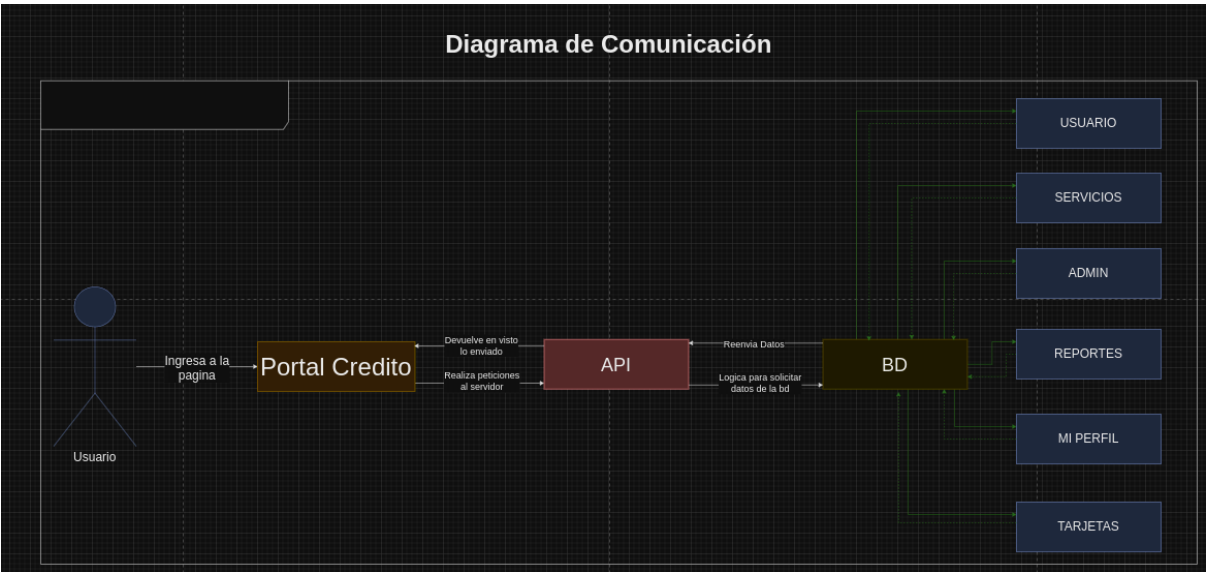 Diagrama de Comunicación
USUARIO
SERVICIOS
ADMIN
REPORTES
MI PERFIL
TARJETAS
Usuario
Ingresa a la
pagina
Portal Credito
Devuelve en visto
lo enviado
Realiza peticiones
al servidor
API
Reenvia Datos
Logica para solicitar
datos de la bd
BD